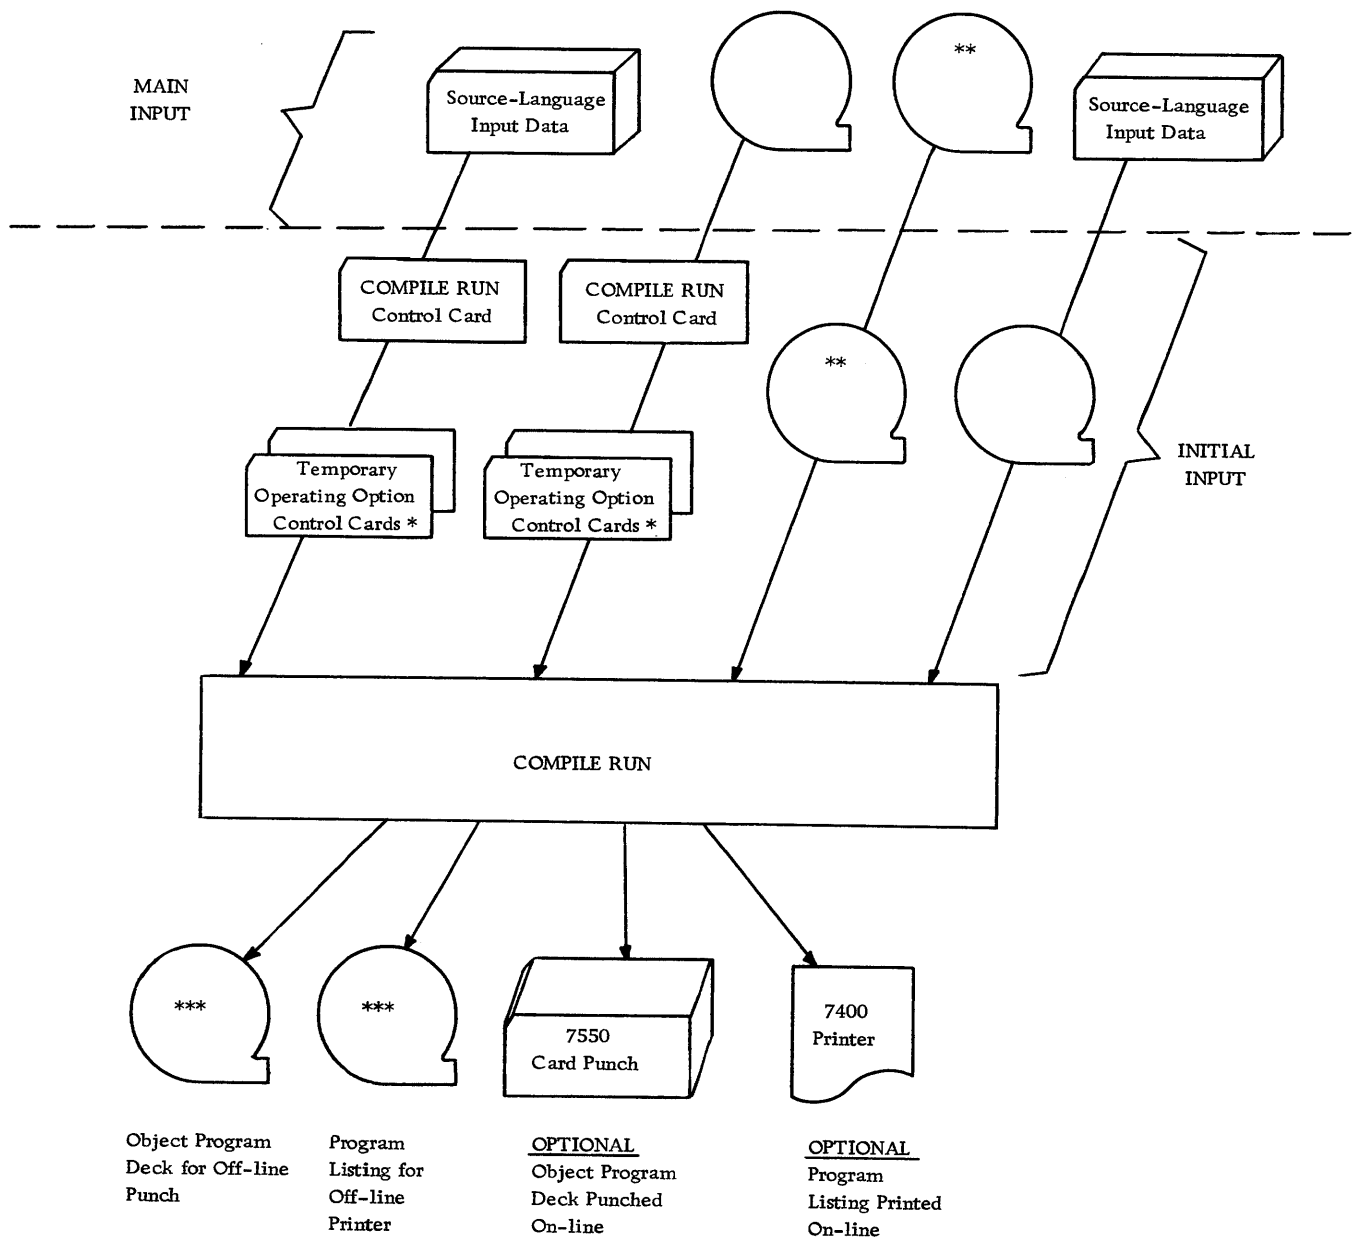 MAIN
INPUT
Source-Language
Input Data
**
Source-Language
Input Data
COMPILE RUN
Control Card
COMPILE RUN
Control Card
**
INITIAL
INPUT
Temporary
Operating Option
Control Cards *
Temporary
Operating Option
Control Cards *
COMPILE RUN
***
***
7550
Card Punch
7400
Printer
Object Program
Deck for Off-line
Punch
Program
Listing for
Off-line
Printer
OPTIONAL
Object Program
Deck Punched
On-line
OPTIONAL
Program
Listing Printed
On-line